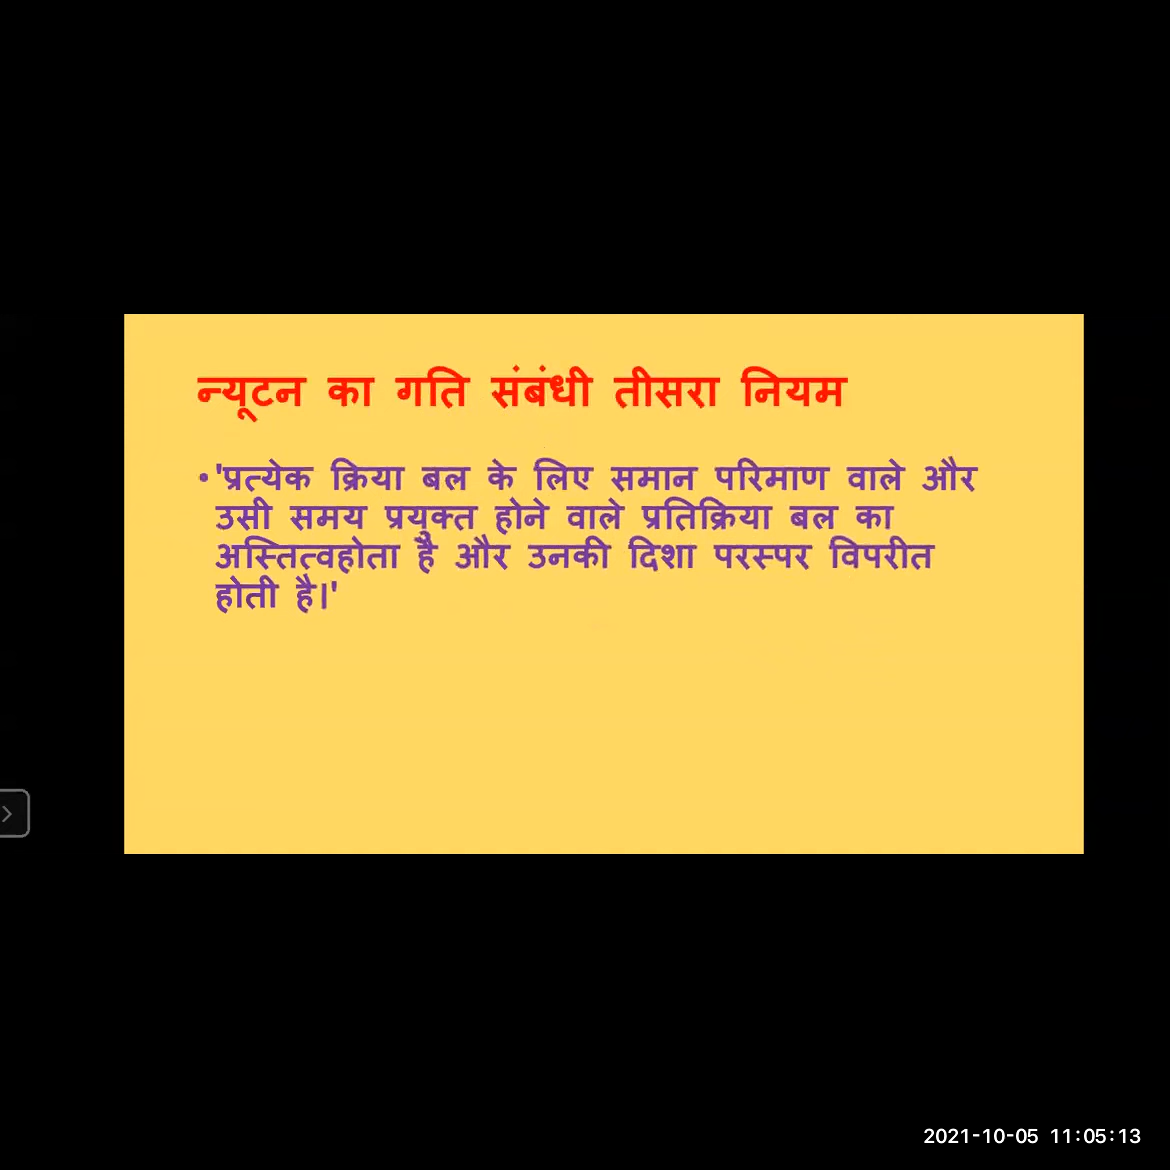 न्यूटन का गति संबंधी तीसरा नियम
•'प्रत्येक क्रिया बल के लिए समान परिमाण वाले और
उसी समय प्रयुक्त होने वाले प्रतिक्रिया बल का
अस्तित्वहोता है और उनकी दिशा परस्पर विपरीत
होती है।'
2021-10-05 11:05:13